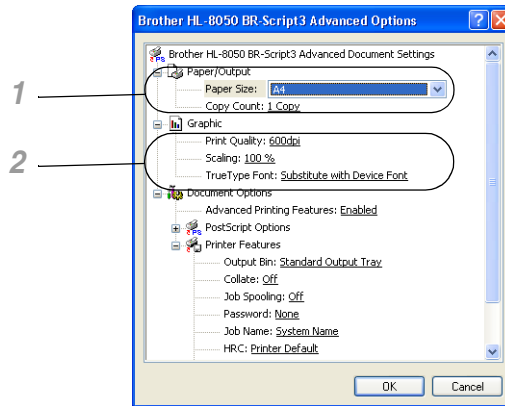 Brother HL-8050 BR-Script3 Advanced Options
Brother HL-8050 BR-Script3 Advanced Document Settings
Paper/Output
1
Paper Size: A4
Copy Count: 1 Copy
Graphic
2
Print Quality: 600dpi
Scaling: 100 %
TrueType Font: Substitute with Device Font
Document Options
Advanced Printing Features: Enabled
PostScript Options
Printer Features
Output Bin: Standard Output Tray
Collate: Off
Job Spooling: Off
Password: None
Job Name: System Name
HRC: Printer Default
OK Cancel